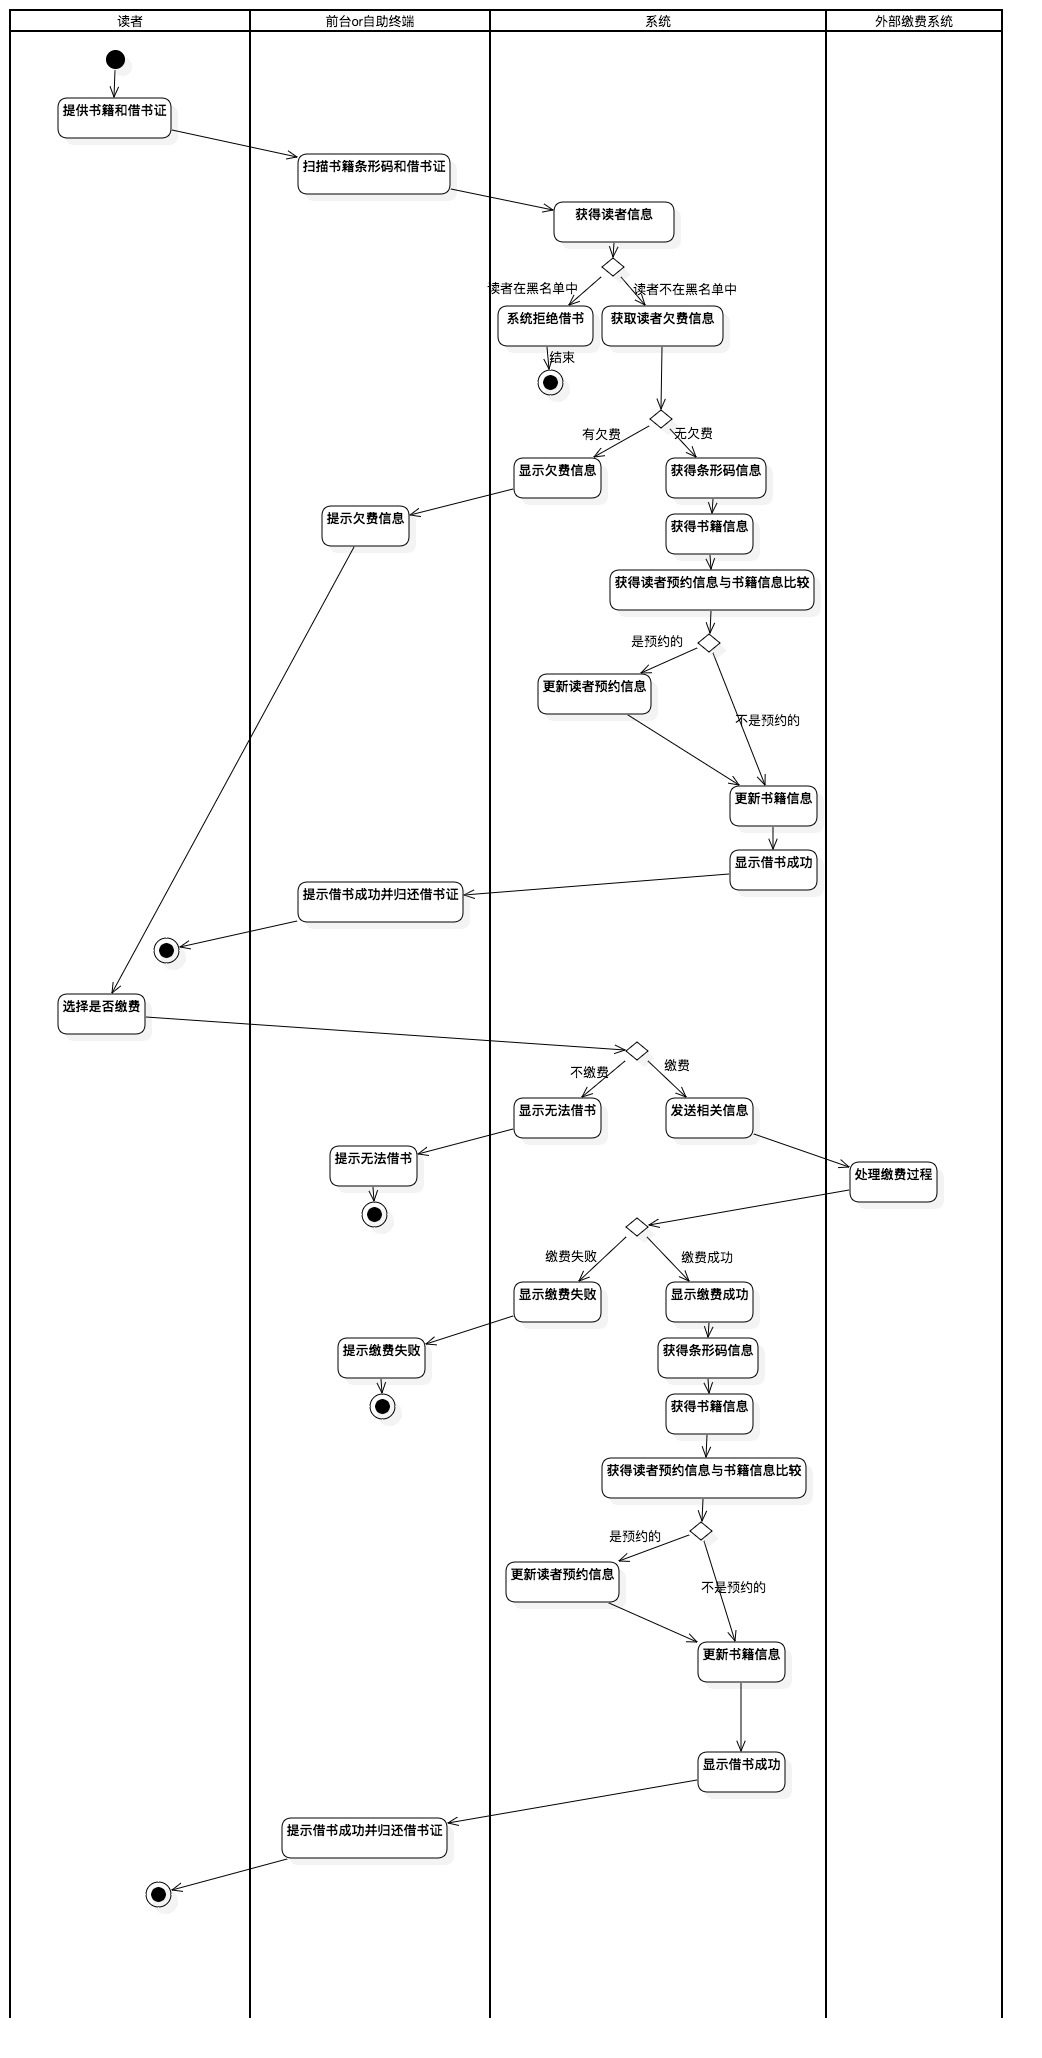 读者
前台or自助终端
系统
外部缴费系统
提供书籍和借书证
扫描书籍条形码和借书证
获得读者信息
读者在黑名单中
读者不在黑名单中
系统拒绝借书
获取读者欠费信息
结束
有欠费
无欠费
显示欠费信息
获得条形码信息
提示欠费信息
获得书籍信息
获得读者预约信息与书籍信息比较
是预约的
更新读者预约信息
不是预约的
更新书籍信息
显示借书成功
提示借书成功并归还借书证
选择是否缴费
不缴费
缴费
显示无法借书
发送相关信息
提示无法借书
处理缴费过程
缴费失败
缴费成功
显示缴费失败
显示缴费成功
提示缴费失败
获得条形码信息
获得书籍信息
获得读者预约信息与书籍信息比较
是预约的
更新读者预约信息
不是预约的
更新书籍信息
显示借书成功
提示借书成功并归还借书证